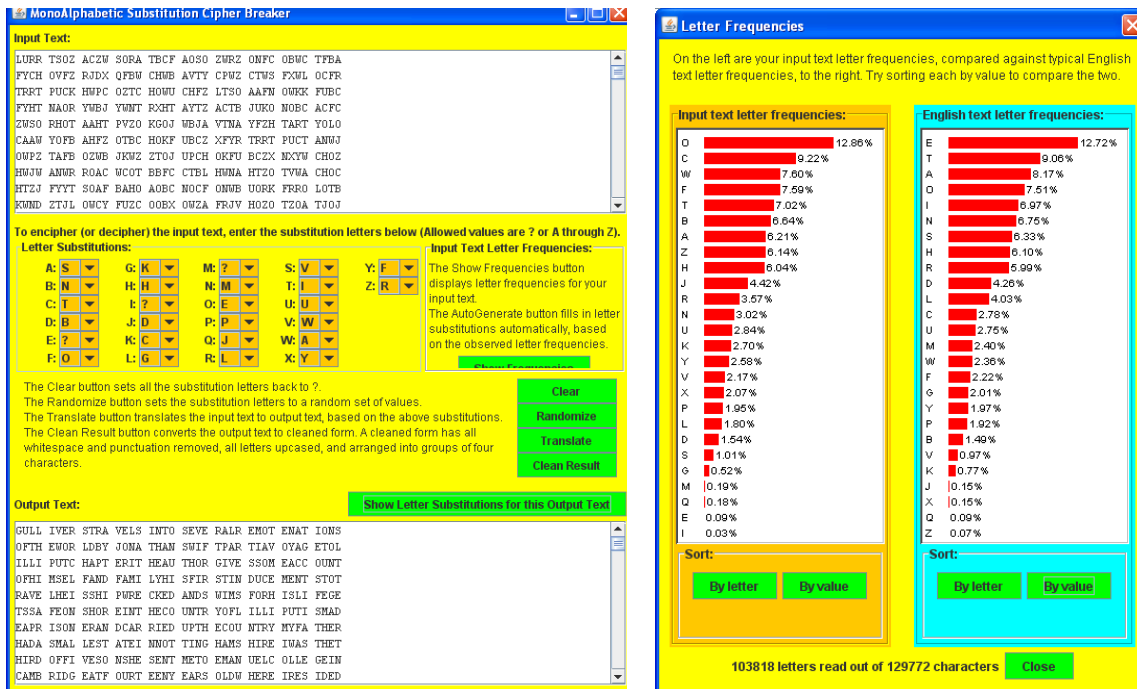 MonoAlphabetic Substitution Cipher Breaker
Input Text:
LURR TSOZ ACZW SORA TBCF AOSO ZWRZ ONFC OBWC TFBA
FYCH OVFZ RJDX QFBW CHWB AVTY CPWZ CTWS FXWL OCFR
TRRT PUCK HWPC OZTC HOWU CHFZ LTSO AAFN OWKK FUBC
FYHT NAOR YWBJ YWNT RXHT AYTZ ACTB JUKO NOBC ACFC
ZWSO RHOT AAHT PVZO KGOJ WBJA VTNA YFZH TART YOLO
CAAW YOFB AHFZ OTBC HOKF UBCZ XFYR TRRT PUCT ANWJ
OWPZ TAFB OZWB JKWZ ZTOJ UPCH OKFU BCZX NXYW CHOZ
HWJW ANWR ROAC WCOT BBFC CTBL HWNA HTZO TVWA CHOC
HTZJ FYYT SOAF BAHO AOBC NOCF ONWB UORK FRRO LOTB
KWND ZTJL OWCY FUZC OOBX OWZA FRJV HOZO TZOA TJOJ
To encipher (or decipher) the input text, enter the substitution letters below (Allowed values are ? or A through Z).
Letter Substitutions:
A: S G: K M: ? S: V Y: F
B: N H: H N: M T: I Z: R
C: T I: ? O: E U: U
D: B J: D P: P V: W
E: ? K: C Q: J W: A
F: O L: G R: L X: Y
Input Text Letter Frequencies:
The Show Frequencies button
displays letter frequencies for your
input text.
The AutoGenerate button fills in letter
substitutions automatically, based
on the observed letter frequencies.
Show Frequencies
The Clear button sets all the substitution letters back to ?.
The Randomize button sets the substitution letters to a random set of values.
The Translate button translates the input text to output text, based on the above substitutions.
The Clean Result button converts the output text to cleaned form. A cleaned form has all
whitespace and punctuation removed, all letters upcased, and arranged into groups of four
characters.
Clear
Randomize
Translate
Clean Result
Output Text:
Show Letter Substitutions for this Output Text
GULL IVER STRA VELS INTO SEVE RALR EMOT ENAT IONS
OFTH EWOR LDBY JONA THAN SWIF TPAR TIAV OYAG ETOL
ILLI PUTC HAPT ERIT HEAU THOR GIVE SSOM EACC OUNT
OFHI MSEL FAND FAMI LYHI SFIR STIN DUCE MENT STOT
RAVE LHEI SSHI PWRE CKED ANDS WIMS FORH ISLI FEGE
TSSA FEON SHOR EINT HECO UNTR YOFL ILLI PUTI SMAD
EAPR ISON ERAN DCAR RIED UPTH ECOU NTRY MYFA THER
HADA SMAL LEST ATEI NNOT TING HAMS HIRE IWAS THET
HIRD OFFI VESO NSHE SENT METO EMAN UELC OLLE GEIN
CAMB RIDG EATF OURT EENY EARS OLDW HERE IRES IDED
Letter Frequencies
On the left are your input text letter frequencies, compared against typical English
text letter frequencies, to the right. Try sorting each by value to compare the two.
Input text letter frequencies:
O 12.86%
C 9.22%
W 7.60%
F 7.59%
T 7.02%
B 6.64%
A 6.21%
Z 6.14%
H 6.04%
J 4.42%
R 3.57%
N 3.02%
U 2.84%
K 2.70%
Y 2.58%
V 2.17%
X 2.07%
P 1.95%
L 1.80%
D 1.54%
S 1.01%
G 0.52%
M 0.19%
Q 0.18%
E 0.09%
I 0.03%
Sort:
By letter
By value
English text letter frequencies:
E 12.72%
T 9.06%
A 8.17%
O 7.51%
I 6.97%
N 6.75%
S 6.33%
H 6.10%
R 5.99%
D 4.26%
L 4.03%
C 2.78%
U 2.75%
M 2.40%
W 2.36%
F 2.22%
G 2.01%
Y 1.97%
P 1.92%
B 1.49%
V 0.97%
K 0.77%
J 0.15%
X 0.15%
Q 0.09%
Z 0.07%
Sort:
By letter
By value
103818 letters read out of 129772 characters
Close